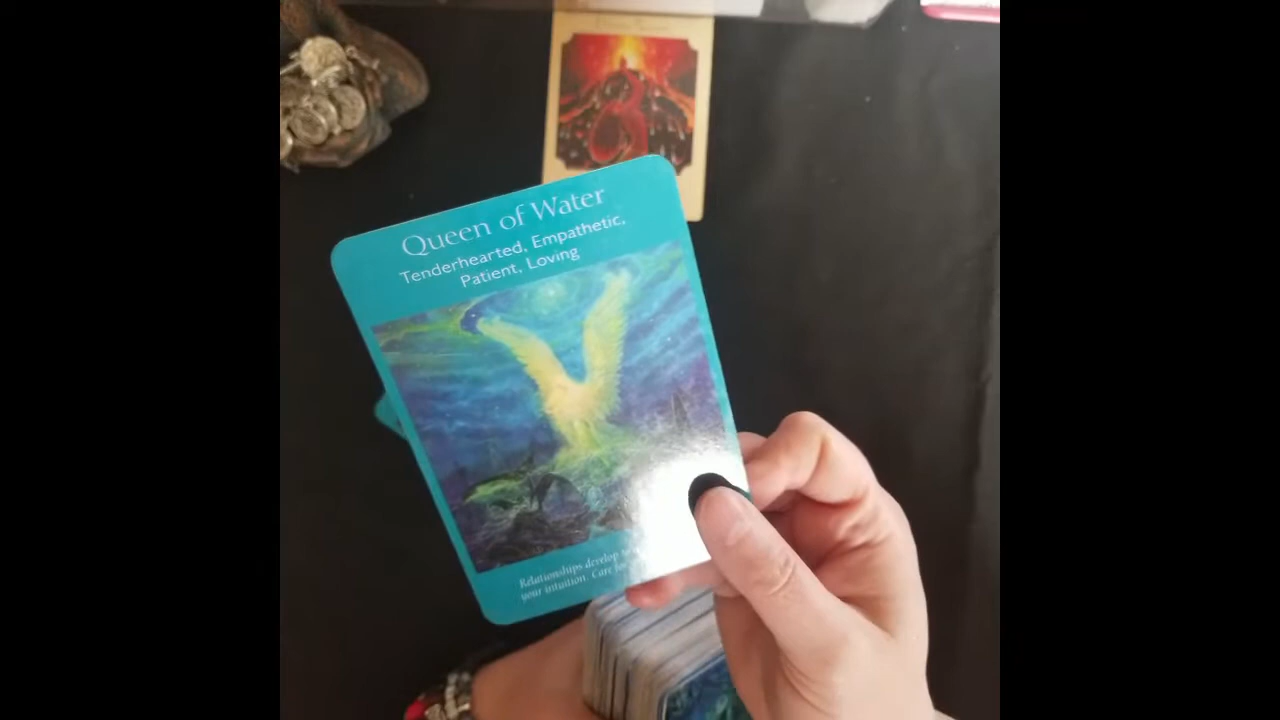 Queen of Water
Tenderhearted, Empathetic,
Patient, Loving
Relationships develop
your intuition. Care